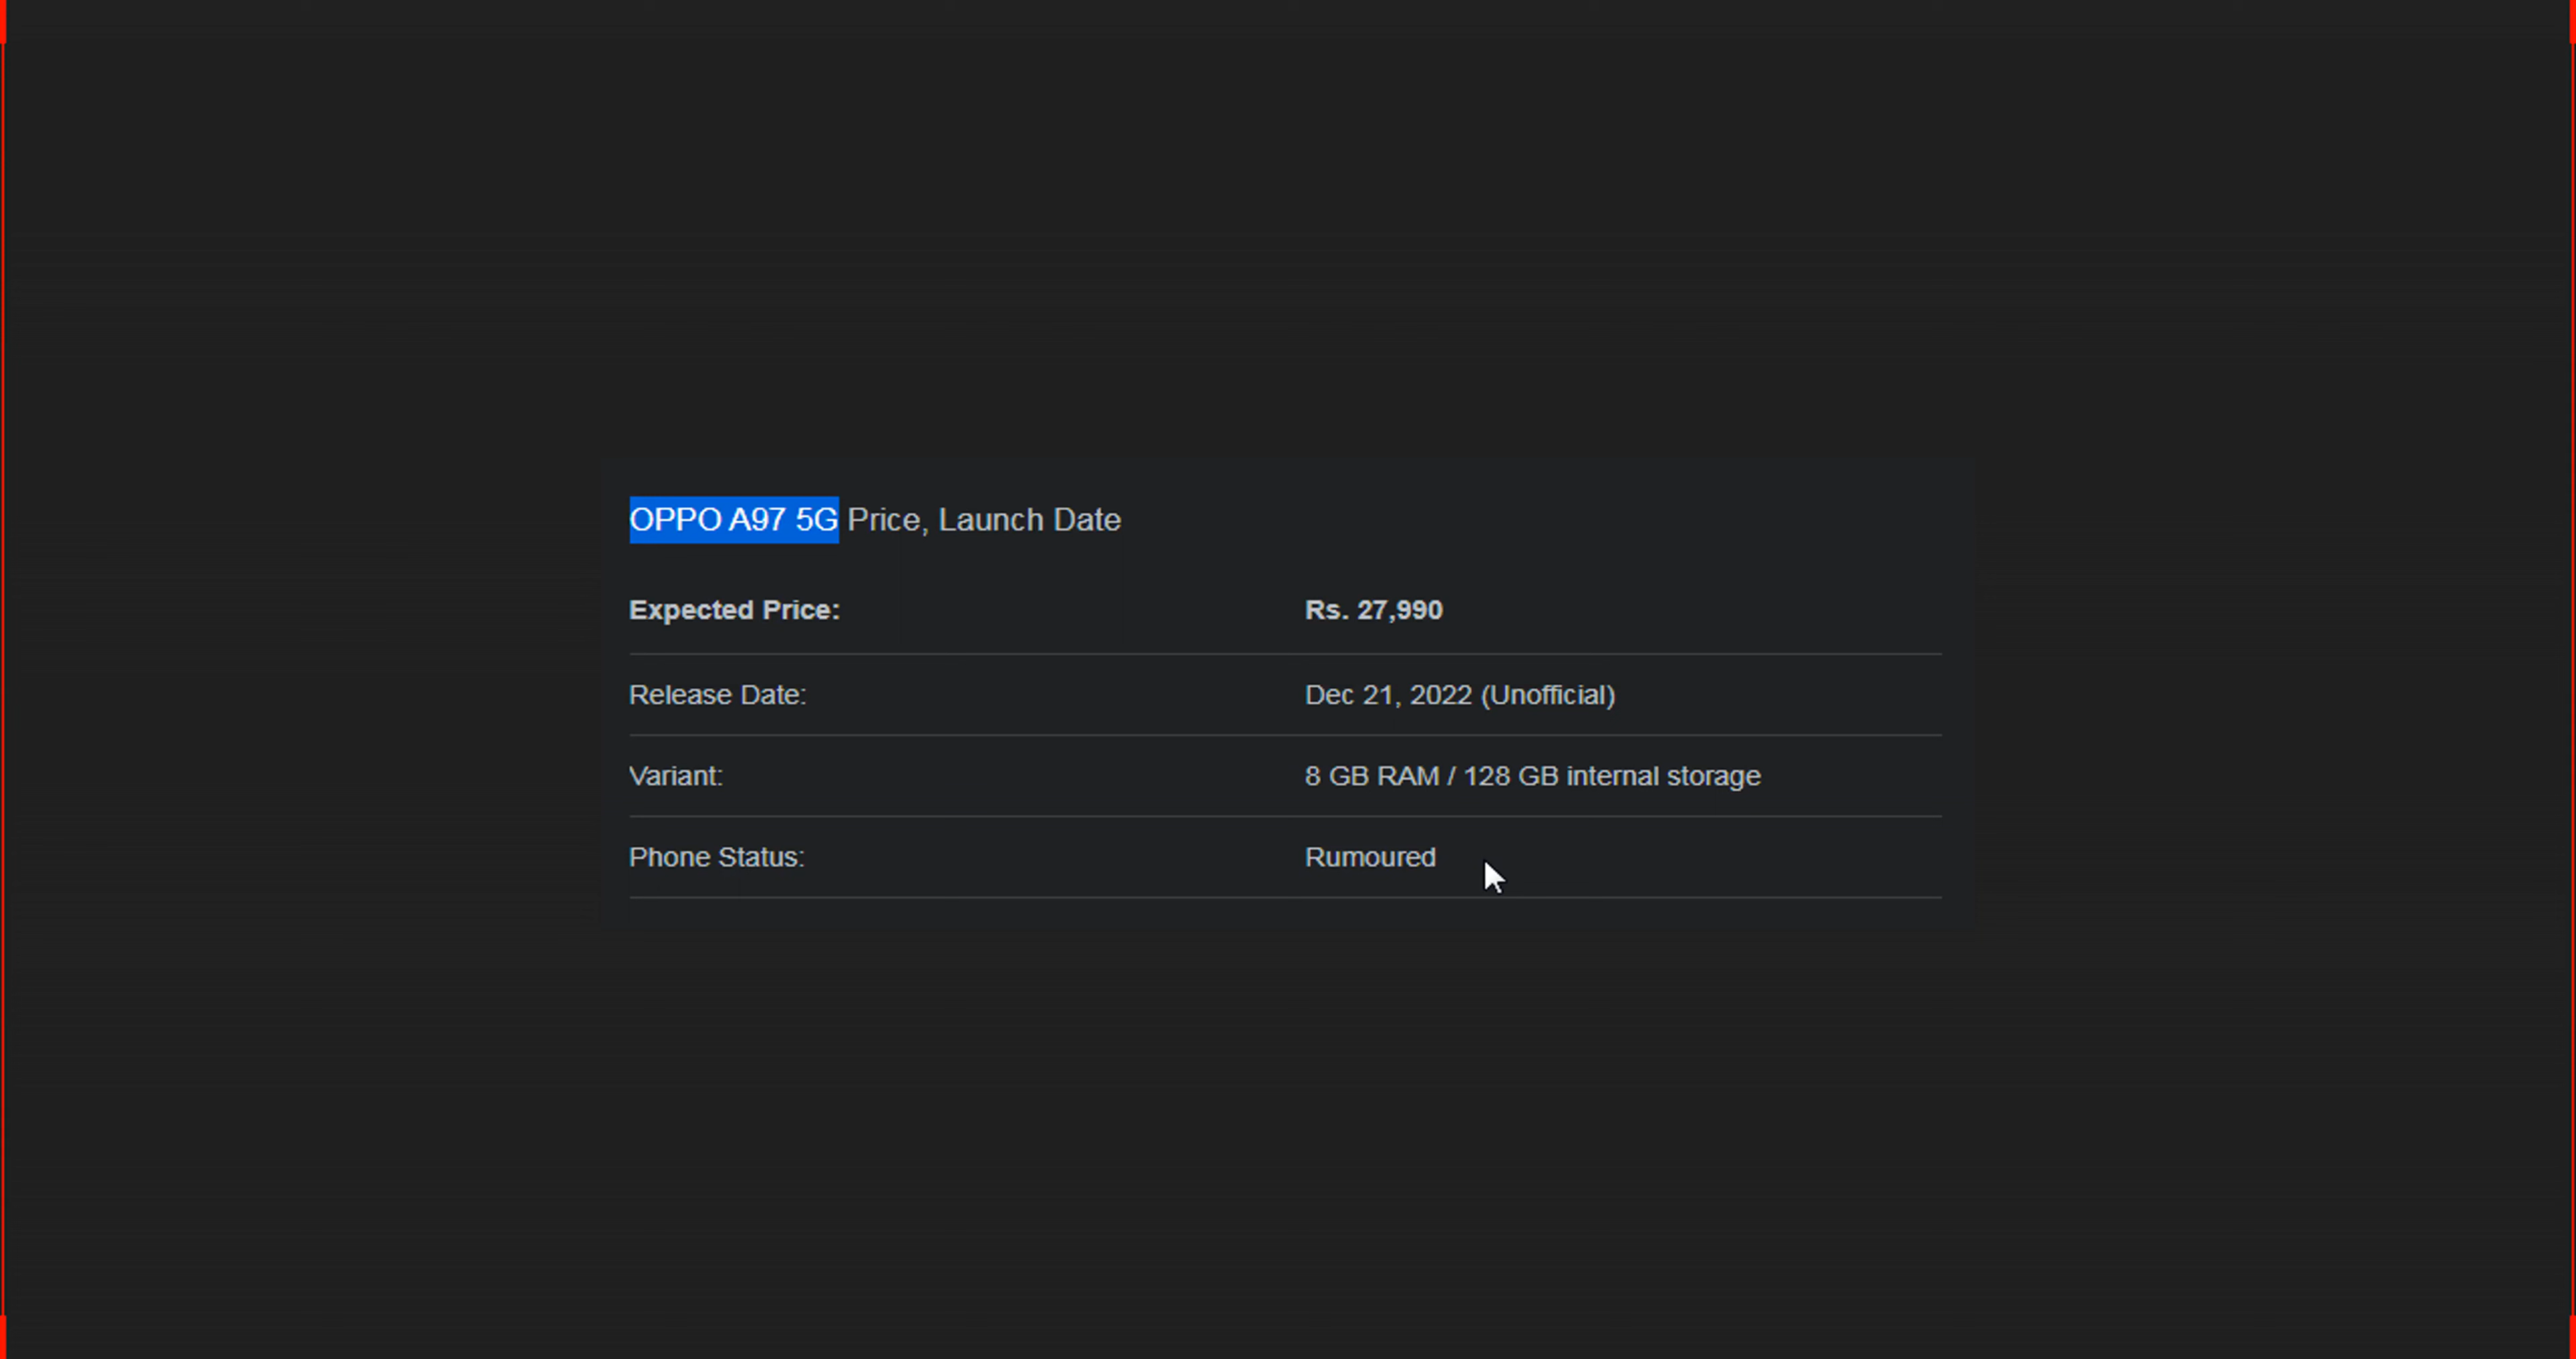 OPPO A97 5G Price, Launch Date
Expected Price: Rs. 27,990
Release Date: Dec 21, 2022 (Unofficial)
Variant: 8 GB RAM / 128 GB internal storage
Phone Status: Rumoured